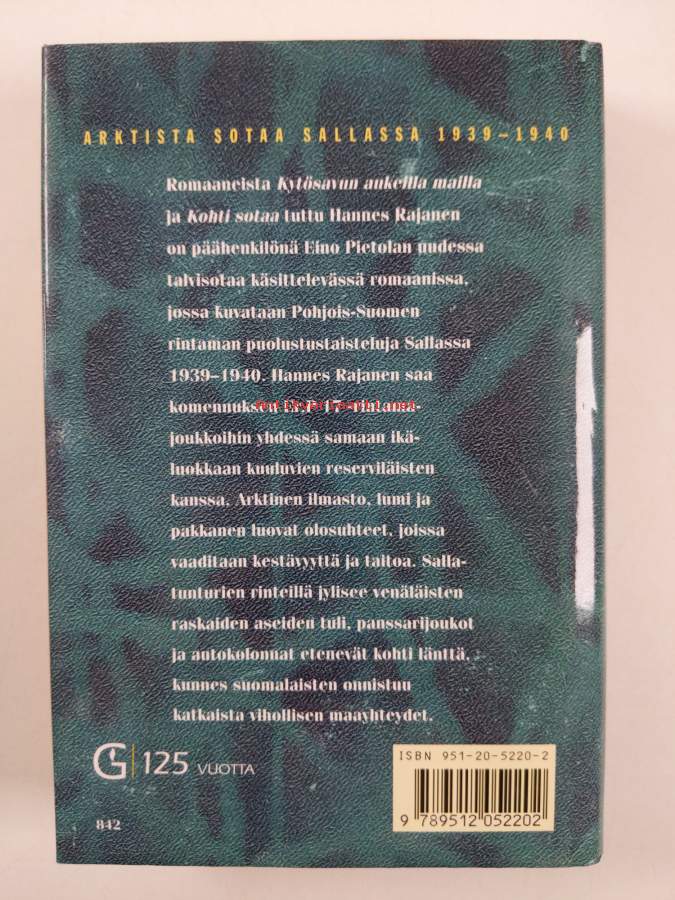 ARKTISTA SOTAA SALLASSA 1939–1940
Romaaneista Kytösavun aukeilla mailla
ja Kohti sotaa tuttu Hannes Rajanen
on päähenkilönä Eino Pietolan uudessa
talvisotaa käsittelevässä romaanissa,
jossa kuvataan Pohjois-Suomen
rintaman puolustustaisteluja Sallassa
1939–1940. Hannes Rajanen saa
komennuksen
antikvariaatti.net
joukkoihin yhdessä samaan ikä-
luokkaan kuuluvien reserviläisten
kanssa. Arktinen ilmasto, lumi ja
pakkanen luovat olosuhteet, joissa
vaaditaan kestävyyttä ja taitoa. Salla-
tunturien rinteillä jylisee venäläisten
raskaiden aseiden tuli, panssarijoukot
ja autokolonnat etenevät kohti länttä,
kunnes suomalaisten onnistuu
katkaista vihollisen maayhteydet.
G 125 VUOTTA
842
ISBN 951-20-5220-2
9 789512 052202